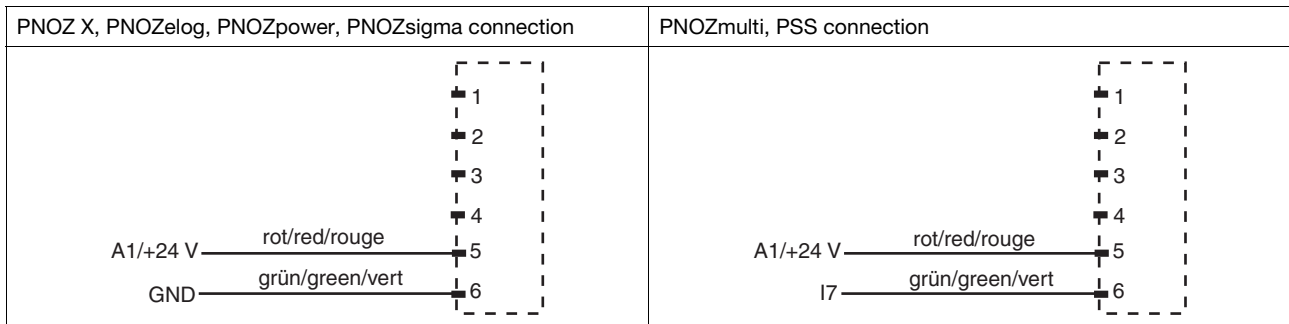 PNOZ X, PNOZelog, PNOZpower, PNOZsigma connection
PNOZmulti, PSS connection
1
2
3
4
rot/red/rouge
A1/+24 V
5
grün/green/vert
GND
6
1
2
3
4
rot/red/rouge
A1/+24 V
5
grün/green/vert
I7
6